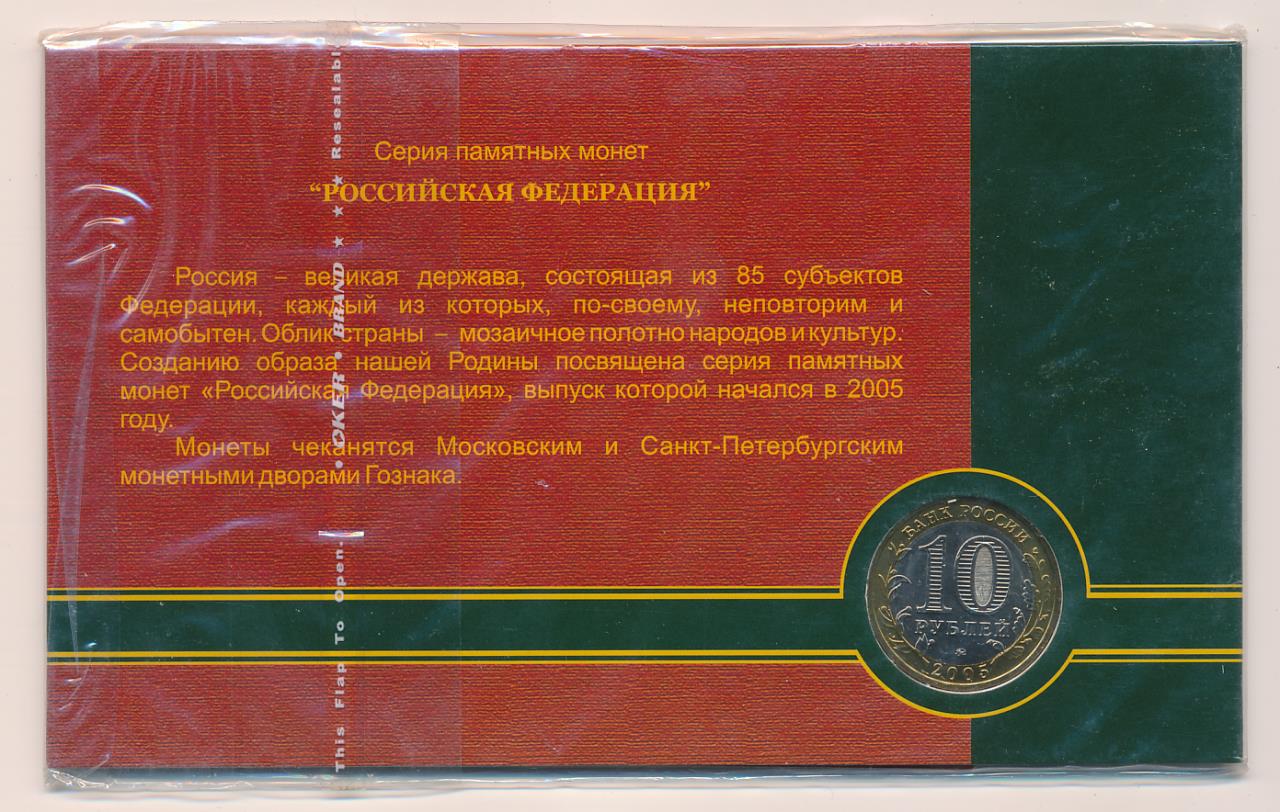 Серия памятных монет
“РОССИЙСКАЯ ФЕДЕРАЦИЯ”
Россия – великая держава, состоящая из 85 субъектов
Федерации, каждый из которых, по-своему, неповторим и
самобытен. Облик страны – мозаичное полотно народов и культур.
Созданию образа нашей Родины посвящена серия памятных
монет «Российская Федерация», выпуск которой начался в 2005
году.
Монеты чеканятся Московским и Санкт-Петербургским
монетными дворами Гознака.
This Flap To Open. • OKER • BRAND ★ ★ ★ Resealabl
БАНК РОССИИ
10
РУБЛЕЙ
2005